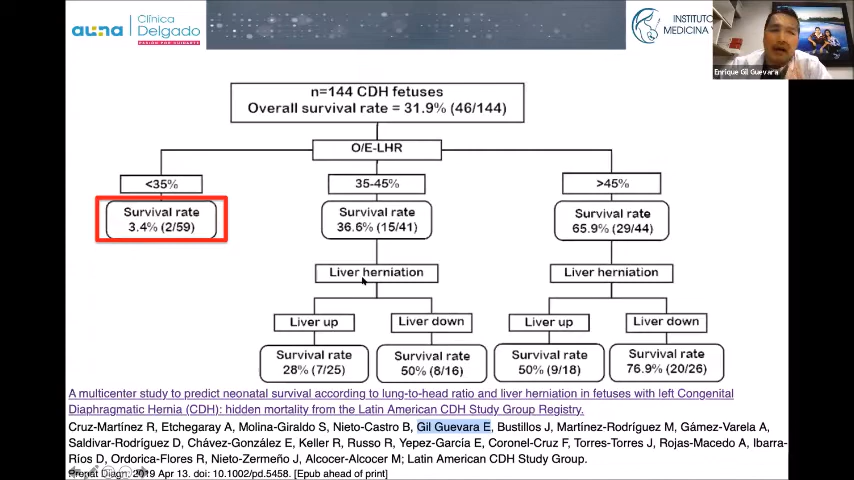 auna Clínica
Delgado
INSTITUTO
MEDICINA Y
Enrique Gil Guevara
n=144 CDH fetuses
Overall survival rate = 31.9% (46/144)
O/E-LHR
<35%
35-45%
>45%
Survival rate
3.4% (2/59)
Survival rate
36.6% (15/41)
Survival rate
65.9% (29/44)
Liver herniation
Liver herniation
Liver up
Liver down
Liver up
Liver down
Survival rate
28% (7/25)
Survival rate
50% (8/16)
Survival rate
50% (9/18)
Survival rate
76.9% (20/26)
A multicenter study to predict neonatal survival according to lung-to-head ratio and liver herniation in fetuses with left Congenital
Diaphragmatic Hernia (CDH): hidden mortality from the Latin American CDH Study Group Registry.
Cruz-Martínez R, Etchegaray A, Molina-Giraldo S, Nieto-Castro B, Gil Guevara E, Bustillos J, Martínez-Rodríguez M, Gámez-Varela A,
Saldivar-Rodríguez D, Chávez-González E, Keller R, Russo R, Yepez-García E, Coronel-Cruz F, Torres-Torres J, Rojas-Macedo A, Ibarra-
Ríos D, Ordorica-Flores R, Nieto-Zermeño J, Alcocer-Alcocer M; Latin American CDH Study Group.
Prenat Diagn. 2019 Apr 13. doi: 10.1002/pd.5458. [Epub ahead of print]